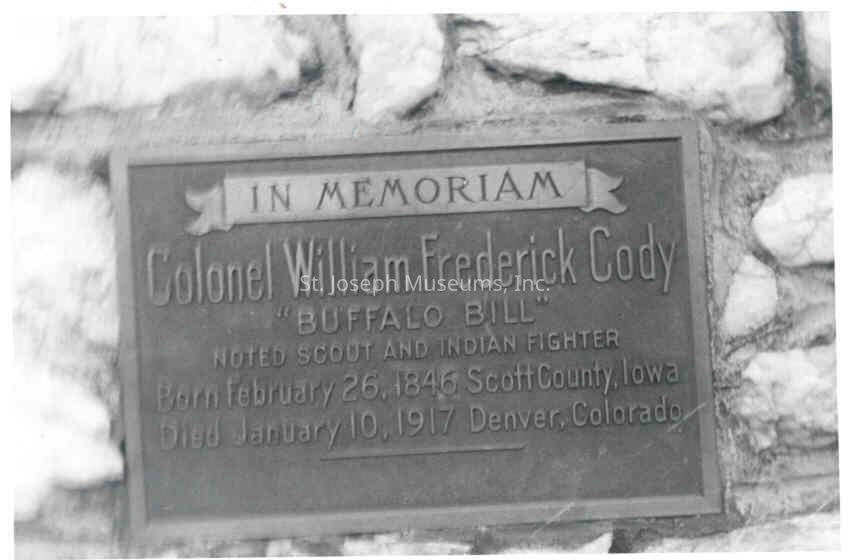 IN MEMORIAM
Colonel William Frederick Cody
St. Joseph Museums, Inc.
"BUFFALO BILL"
NOTED SCOUT AND INDIAN FIGHTER
Born February 26, 1846 Scott County, Iowa
Died January 10, 1917 Denver, Colorado